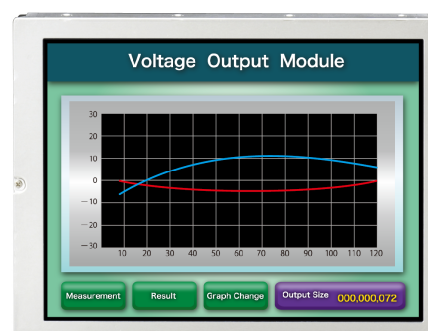 Voltage Output Module
30
20
10
0
−10
−20
−30
10 20 30 40 50 60 70 80 90 100 110 120
Measurement Result Graph Change Output Size 000,000,072